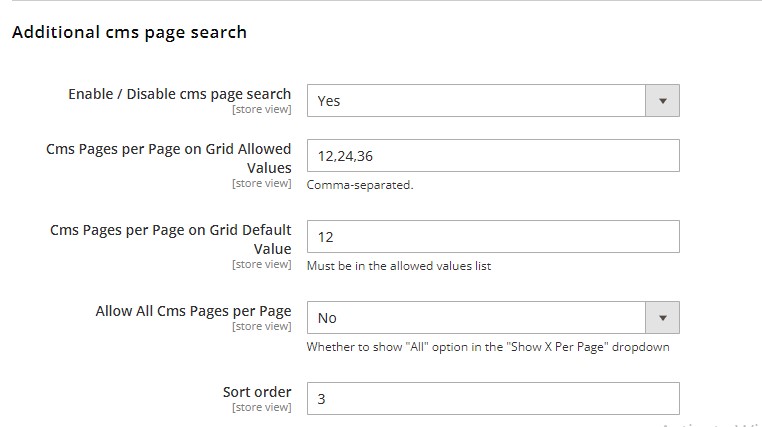 Additional cms page search
Enable / Disable cms page search
[store view]
Yes
Cms Pages per Page on Grid Allowed
Values
[store view]
12,24,36
Comma-separated.
Cms Pages per Page on Grid Default
Value
[store view]
12
Must be in the allowed values list
Allow All Cms Pages per Page
[store view]
No
Whether to show "All" option in the "Show X Per Page" dropdown
Sort order
[store view]
3